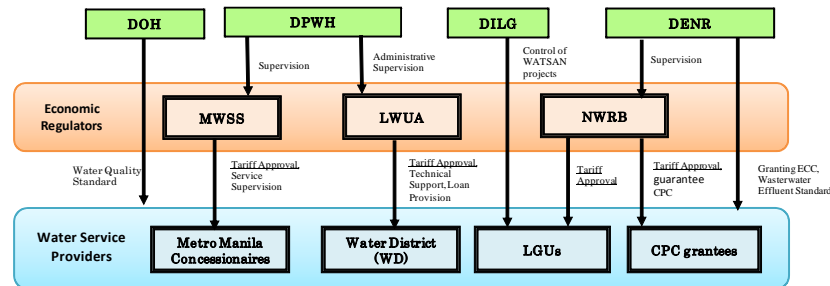 DOH
DPWH
DILG
DENR
Supervision
Administrative
Supervision
Control of
WATSAN
projects
Supervision
Economic
Regulators
MWSS
LWUA
NWRB
Water Quality
Standard
Tariff Approval,
Service
Supervision
Tariff Approval,
Technical
Support, Loan
Provision
Tariff
Approval
Tariff Approval,
guarantee
CPC
Granting ECC,
Wasterwater
Effluent Standard
Water Service
Providers
Metro Manila
Concessionaires
Water District
(WD)
LGUs
CPC grantees